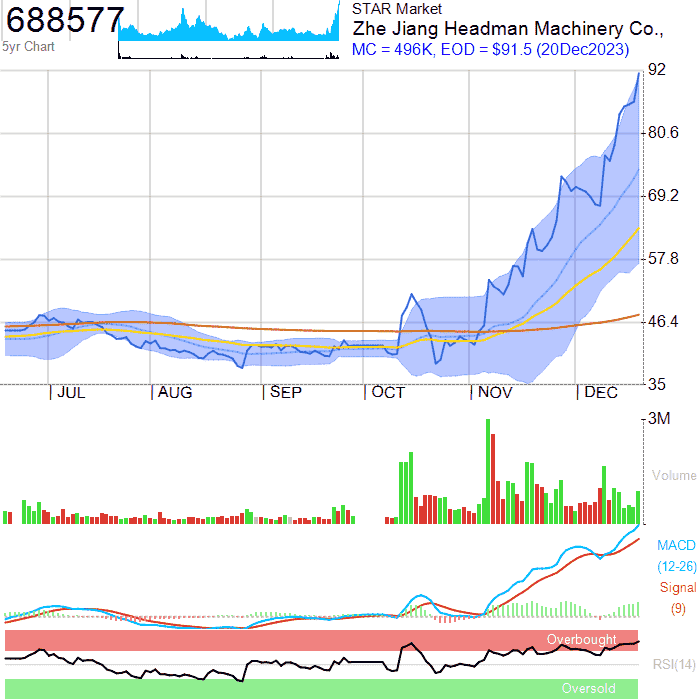 688577
5yr Chart
STAR Market
Zhe Jiang Headman Machinery Co.,
MC = 496K, EOD = $91.5 (20Dec2023)
92
80.6
69.2
57.8
46.4
35
JUL
AUG
SEP
OCT
NOV
DEC
3M
Volume
MACD
(12-26)
Signal
(9)
Overbought
RSI(14)
Oversold